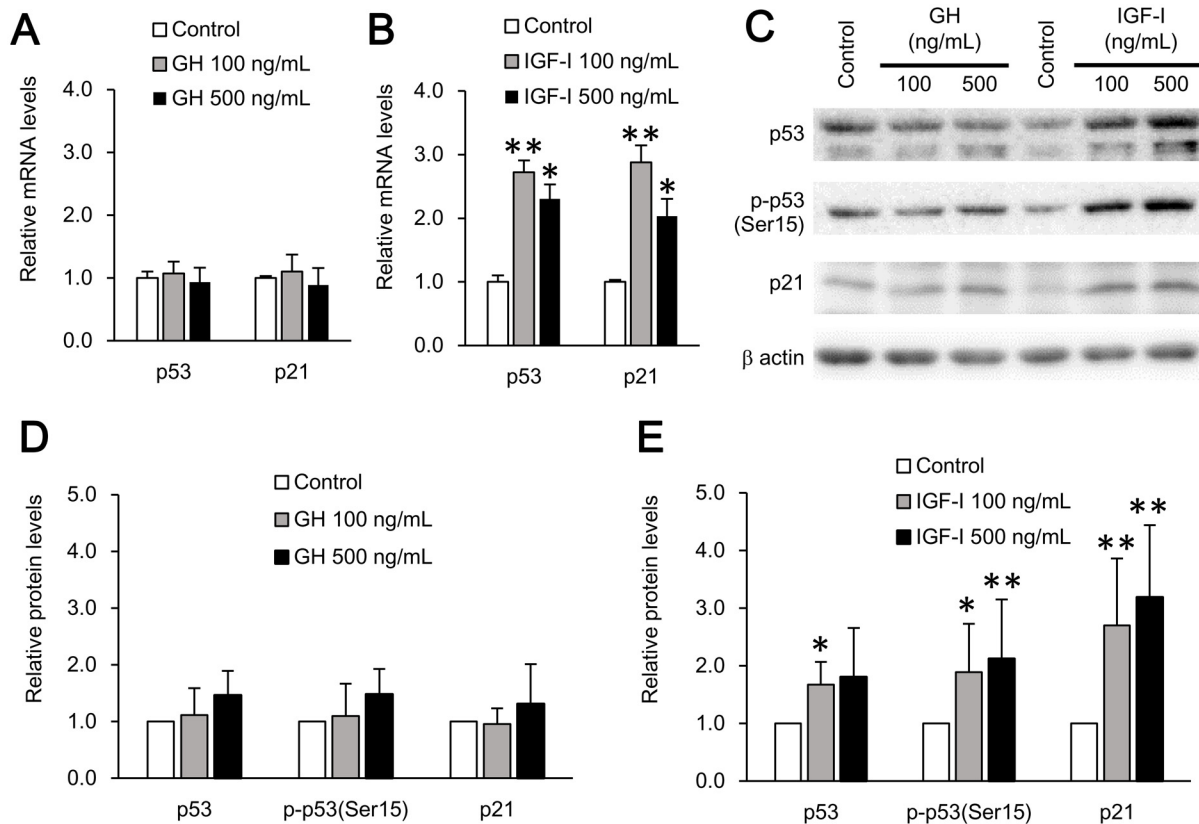 A
Control
GH 100 ng/mL
GH 500 ng/mL
Relative mRNA levels
4.0
3.0
2.0
1.0
0.0
p53
p21
B
Control
IGF-I 100 ng/mL
IGF-I 500 ng/mL
Relative mRNA levels
4.0
3.0
2.0
1.0
0.0
** * ** *
p53
p21
C
Control
GH
(ng/mL)
100
500
Control
IGF-I
(ng/mL)
100
500
p53
p-p53
(Ser15)
p21
β actin
D
Control
GH 100 ng/mL
GH 500 ng/mL
Relative protein levels
5.0
4.0
3.0
2.0
1.0
0.0
p53
p-p53(Ser15)
p21
E
Control
IGF-I 100 ng/mL
IGF-I 500 ng/mL
Relative protein levels
5.0
4.0
3.0
2.0
1.0
0.0
* * ** ** **
p53
p-p53(Ser15)
p21